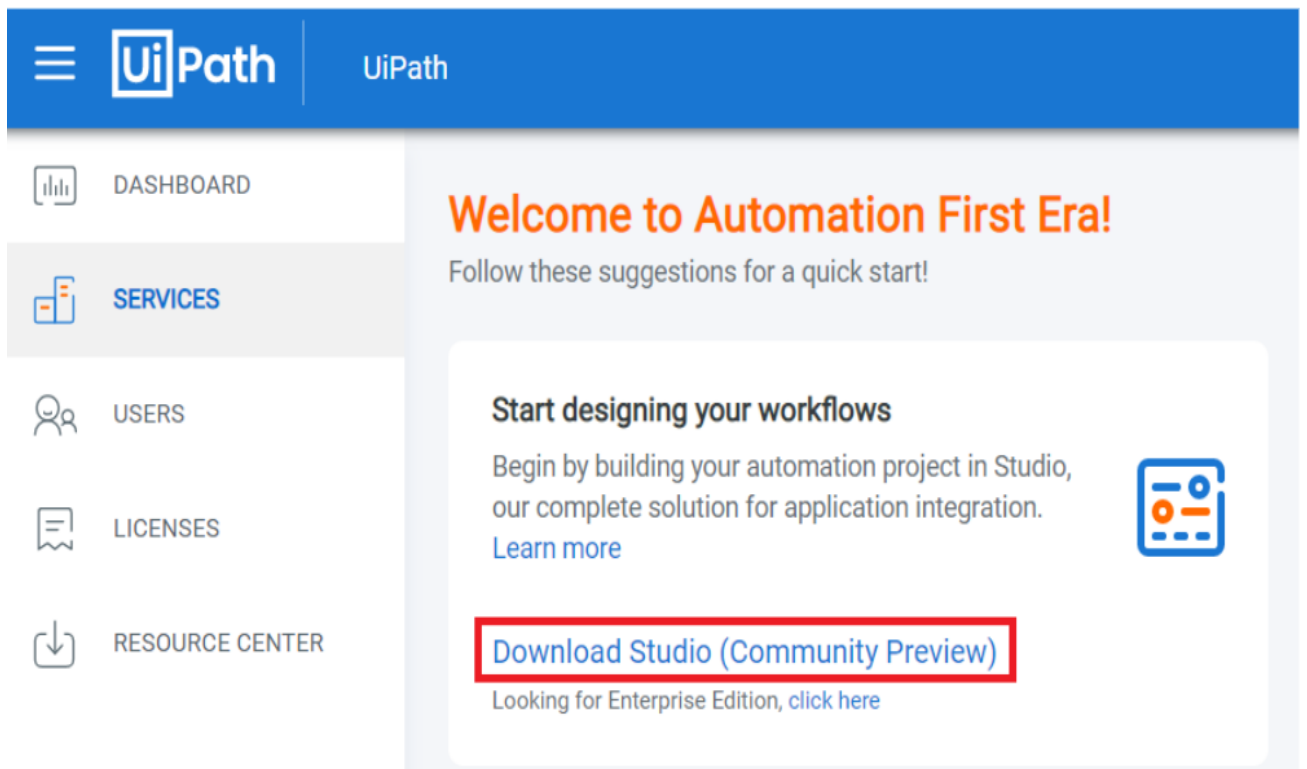 UiPath
UiPath
DASHBOARD
SERVICES
USERS
LICENSES
RESOURCE CENTER
Welcome to Automation First Era!
Follow these suggestions for a quick start!
Start designing your workflows
Begin by building your automation project in Studio,
our complete solution for application integration.
Learn more
Download Studio (Community Preview)
Looking for Enterprise Edition, click here